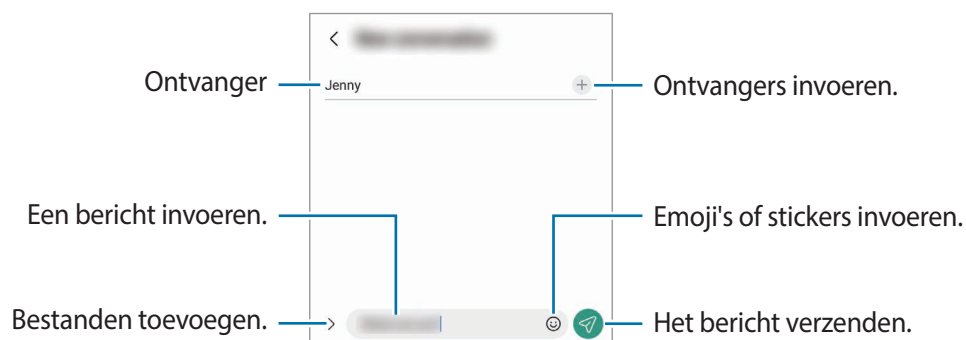 Ontvanger
Jenny
Ontvangers invoeren.
Een bericht invoeren.
Emoji's of stickers invoeren.
Bestanden toevoegen.
Het bericht verzenden.